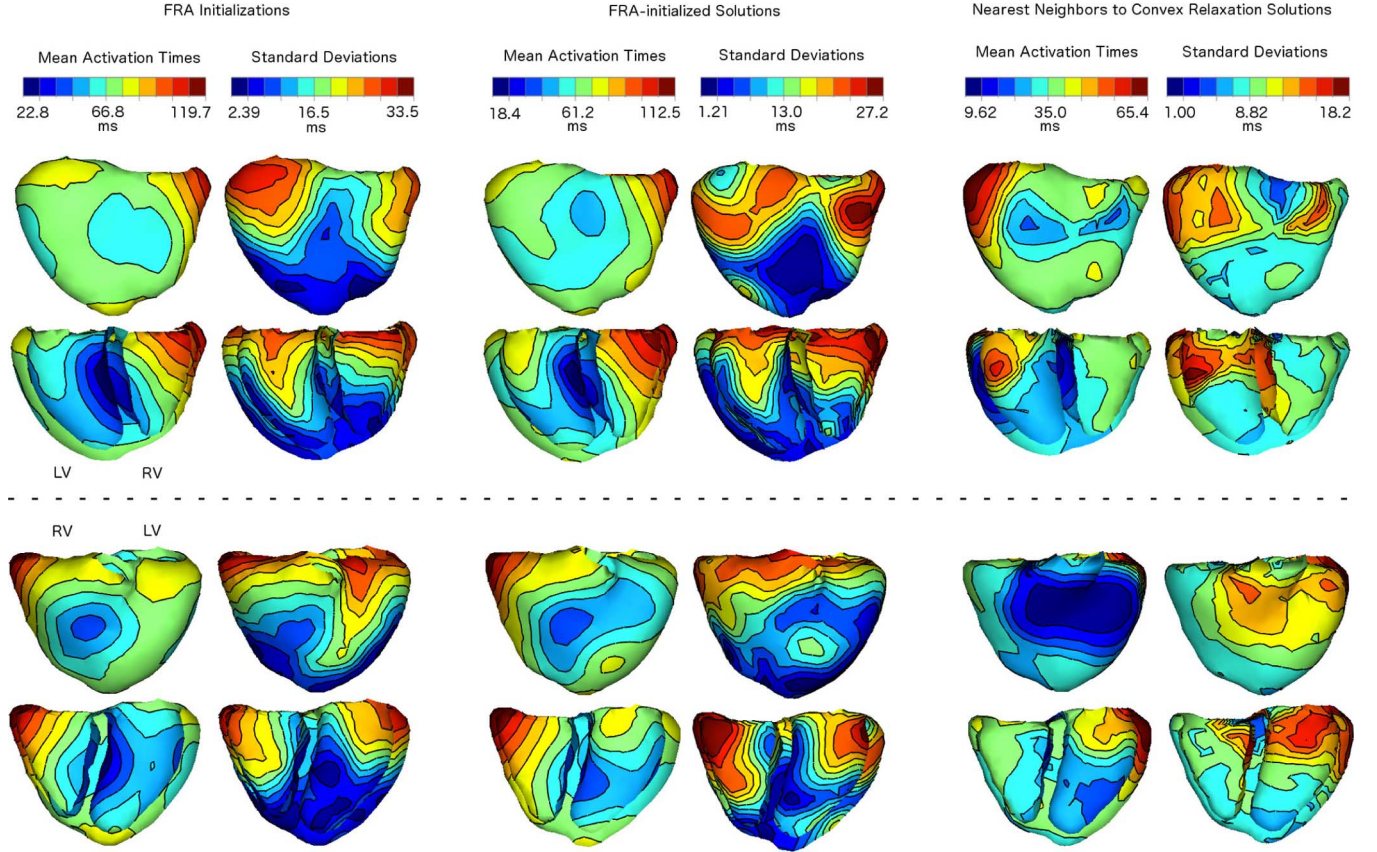 FRA Initializations
FRA-initialized Solutions
Nearest Neighbors to Convex Relaxation Solutions
Mean Activation Times
Standard Deviations
Mean Activation Times
Standard Deviations
Mean Activation Times
Standard Deviations
22.8 66.8 119.7
ms
2.39 16.5 33.5
ms
18.4 61.2 112.5
ms
1.21 13.0 27.2
ms
9.62 35.0 65.4
ms
1.00 8.82 18.2
ms
LV RV
RV LV